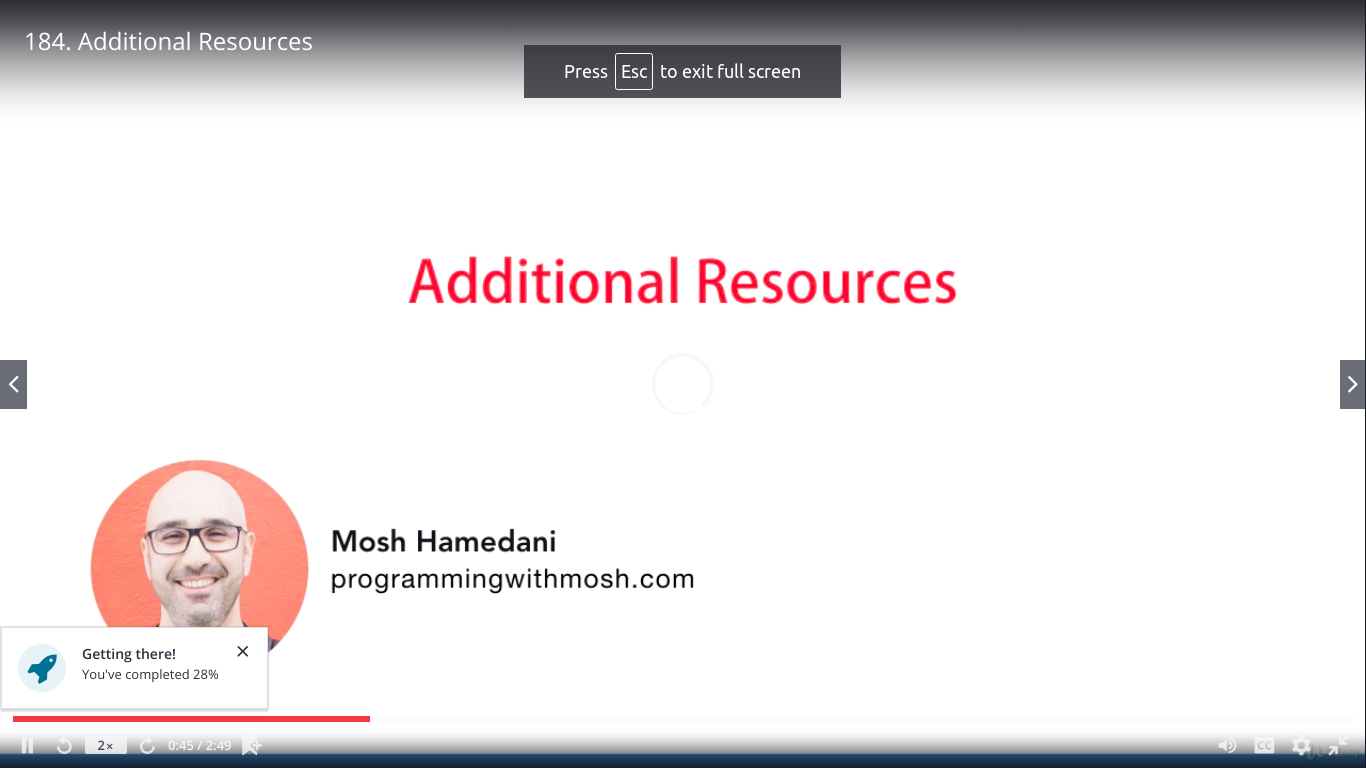 184. Additional Resources
Press Esc to exit full screen
Additional Resources
Mosh Hamedani
programmingwithmosh.com
Getting there!
You've completed 28%
2×
0:45 / 2:49
CC